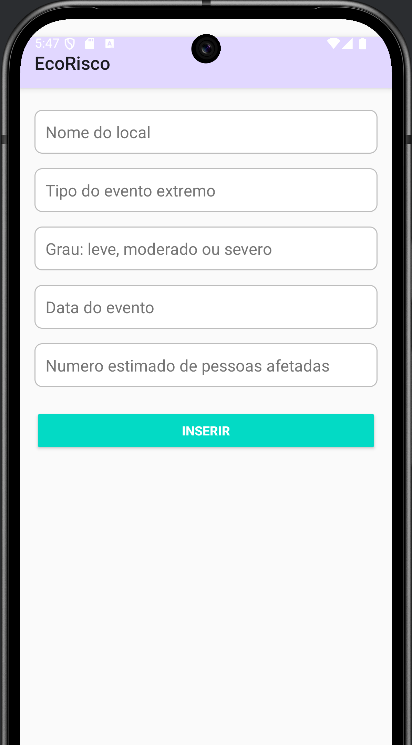 5:47
EcoRisco
Nome do local
Tipo do evento extremo
Grau: leve, moderado ou severo
Data do evento
Numero estimado de pessoas afetadas
INSERIR